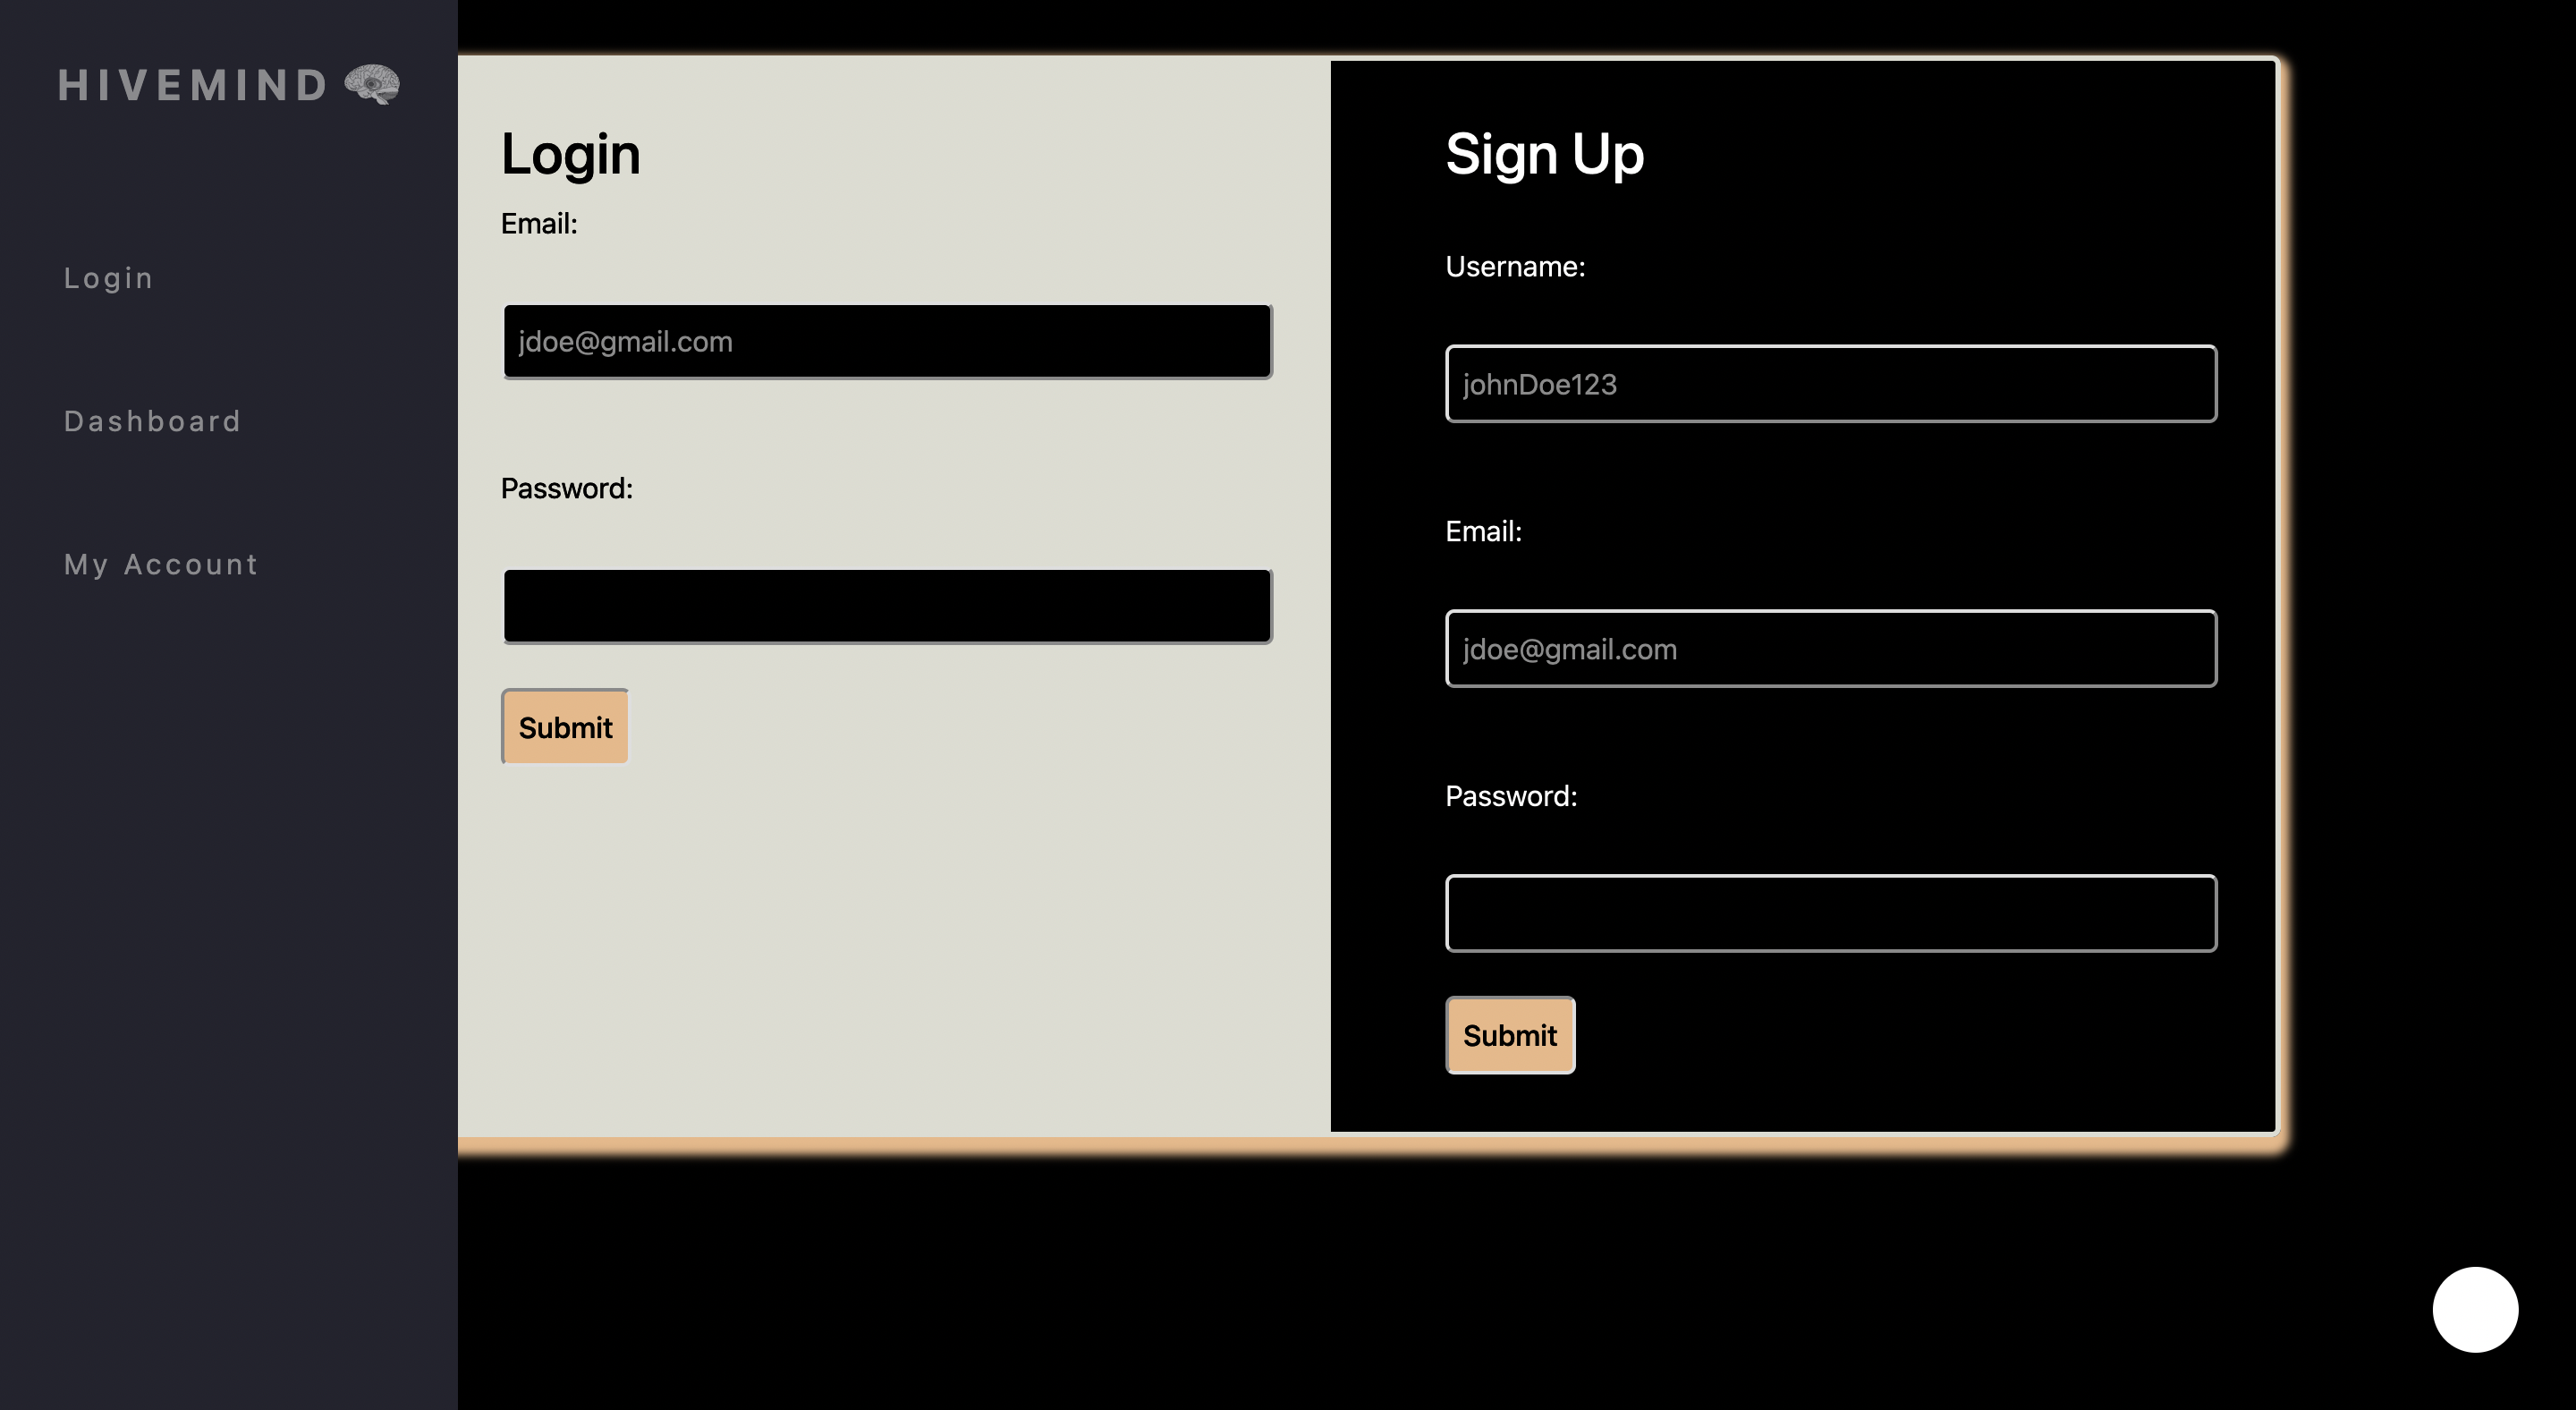 HIVEMIND
Login
Dashboard
My Account
Login
Email:
jdoe@gmail.com
Password:
Submit
Sign Up
Username:
johnDoe123
Email:
jdoe@gmail.com
Password:
Submit